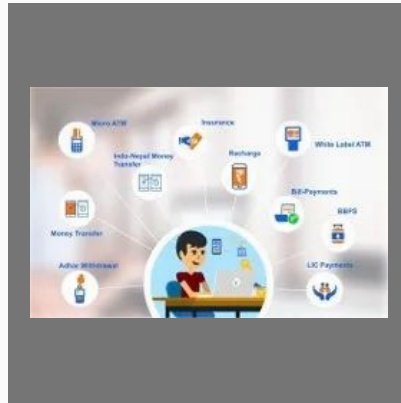 Micro ATM
Insurance
White Label ATM
Indo-Nepal Money
Transfer
Recharge
Bill-Payments
BBPS
Money Transfer
Adhar Withdrawal
LIC Payments